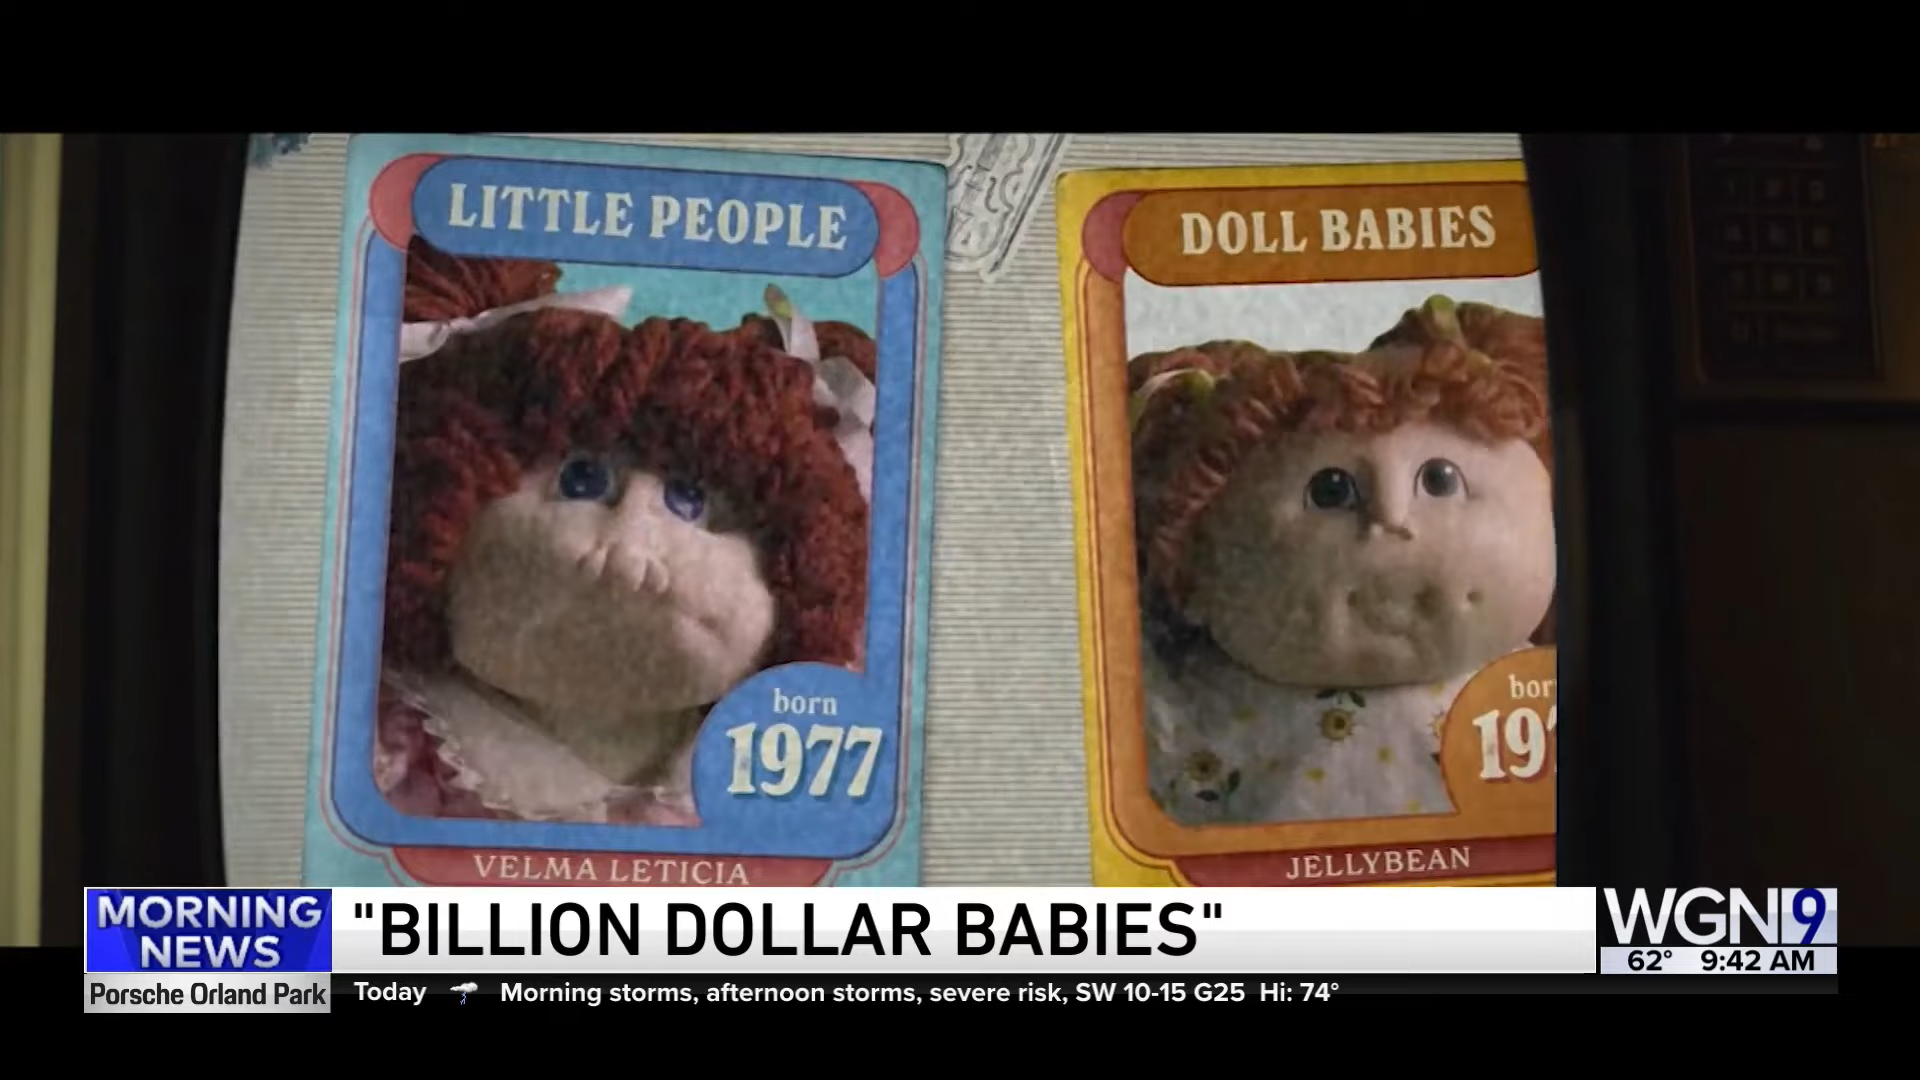 LITTLE PEOPLE
DOLL BABIES
born
1977
VELMA LETICIA
JELLYBEAN
MORNING
NEWS
"BILLION DOLLAR BABIES"
WGN9
62° 9:42 AM
Porsche Orland Park
Today Morning storms, afternoon storms, severe risk, SW 10-15 G25 Hi: 74°